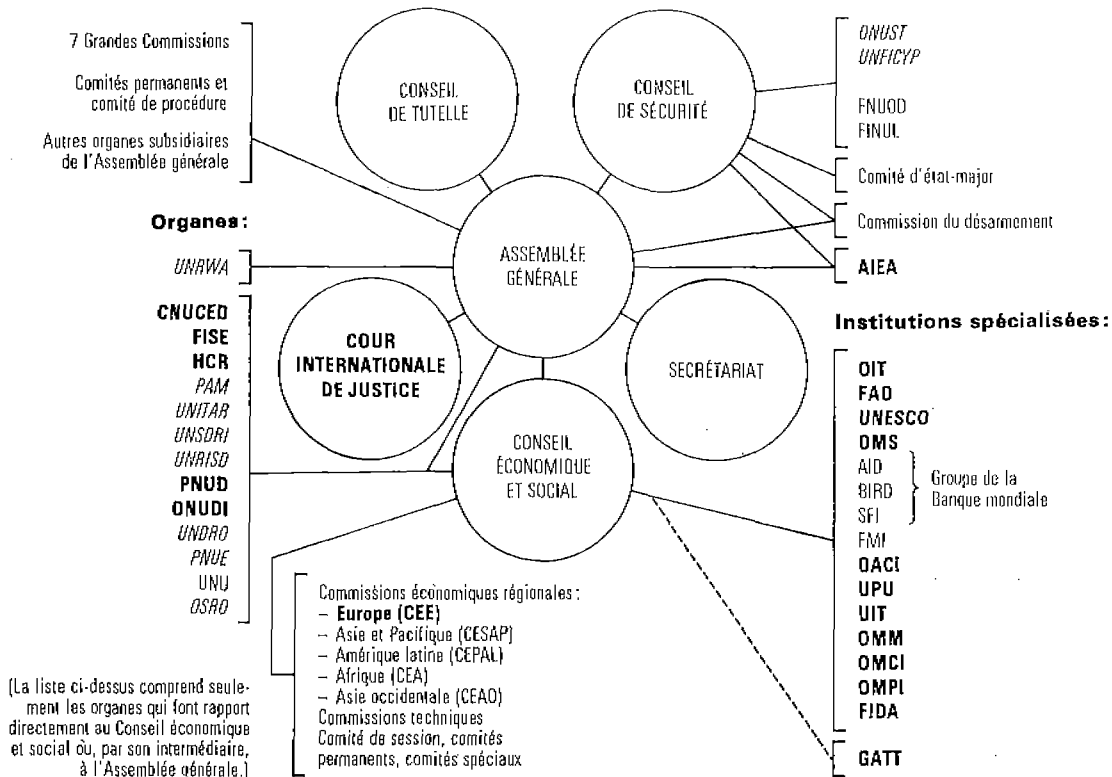 7 Grandes Commissions
Comités permanents et
comité de procédure
Autres organes subsidiaires
de l'Assemblée générale
CONSEIL
DE TUTELLE
CONSEIL
DE SÉCURITÉ
ONUST
UNFICYP
FNUOD
FINUL
Comité d'état-major
Commission du désarmement
AIEA
ASSEMBLÉE
GÉNÉRALE
Organes:
UNRWA
CNUCED
FISE
HCR
PAM
UNITAR
UNSDRI
UNRISD
PNUD
ONUDI
UNDRO
PNUE
UNU
OSRO
COUR
INTERNATIONALE
DE JUSTICE
SECRÉTARIAT
CONSEIL
ÉCONOMIQUE
ET SOCIAL
Institutions spécialisées:
OIT
FAO
UNESCO
OMS
AID
BIRD
SFI
Groupe de la
Banque mondiale
FMI
OACI
UPU
UIT
OMM
OMCI
OMPI
FIDA
GATT
Commissions économiques régionales:
– Europe (CEE)
– Asie et Pacifique (CESAP)
– Amérique latine (CEPAL)
– Afrique (CEA)
– Asie occidentale (CEAO)
Commissions techniques
Comité de session, comités
permanents, comités spéciaux
(La liste ci-dessus comprend seule-
ment les organes qui font rapport
directement au Conseil économique
et social où, par son intermédiaire,
à l'Assemblée générale.)